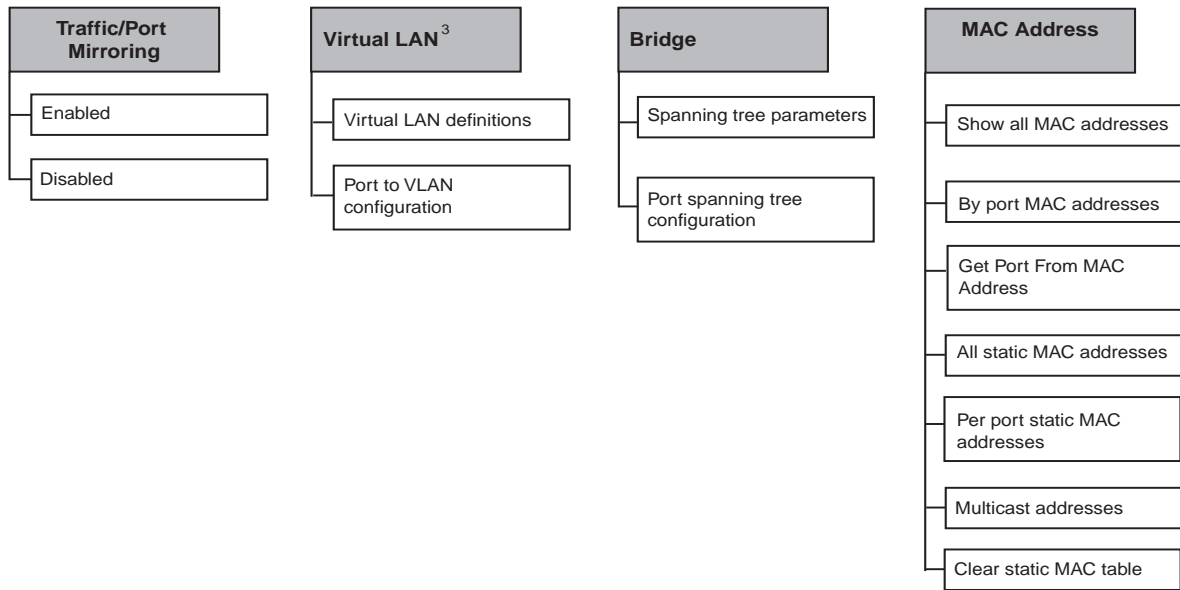 Traffic/Port
Mirroring
Enabled
Disabled
Virtual LAN3
Virtual LAN definitions
Port to VLAN
configuration
Bridge
Spanning tree parameters
Port spanning tree
configuration
MAC Address
Show all MAC addresses
By port MAC addresses
Get Port From MAC
Address
All static MAC addresses
Per port static MAC
addresses
Multicast addresses
Clear static MAC table